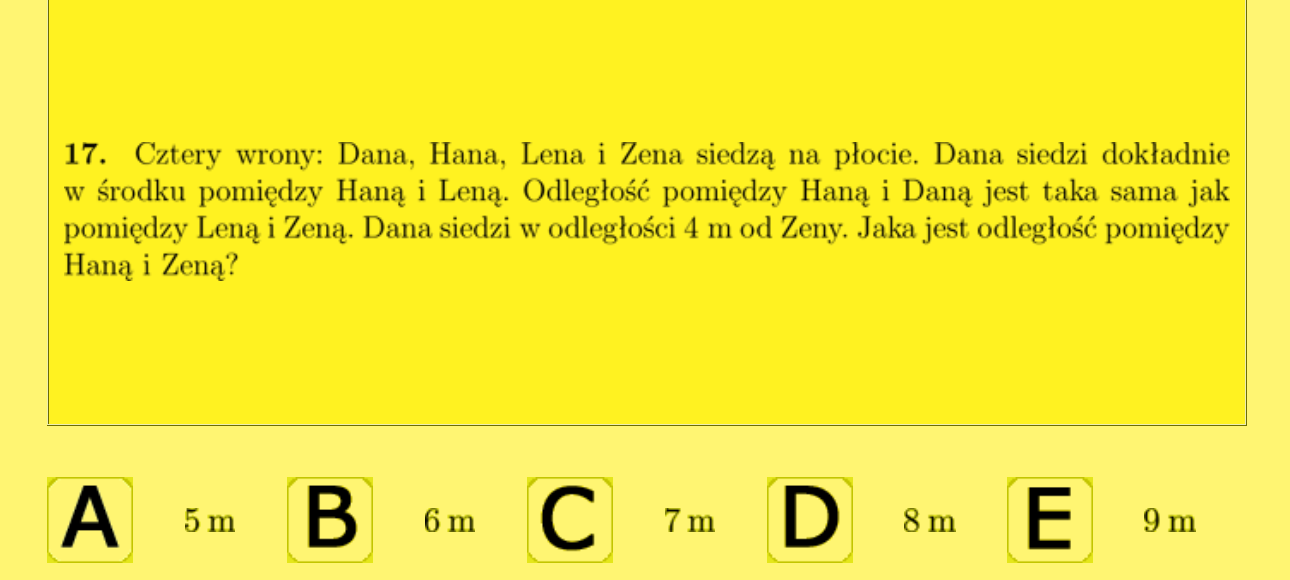 17. Cztery wrony: Dana, Hana, Lena i Zena siedzą na płocie. Dana siedzi dokładnie
w środku pomiędzy Haną i Leną. Odległość pomiędzy Haną i Daną jest taka sama jak
pomiędzy Leną i Zeną. Dana siedzi w odległości 4 m od Zeny. Jaka jest odległość pomiędzy
Haną i Zeną?
A 5 m B 6 m C 7 m D 8 m E 9 m